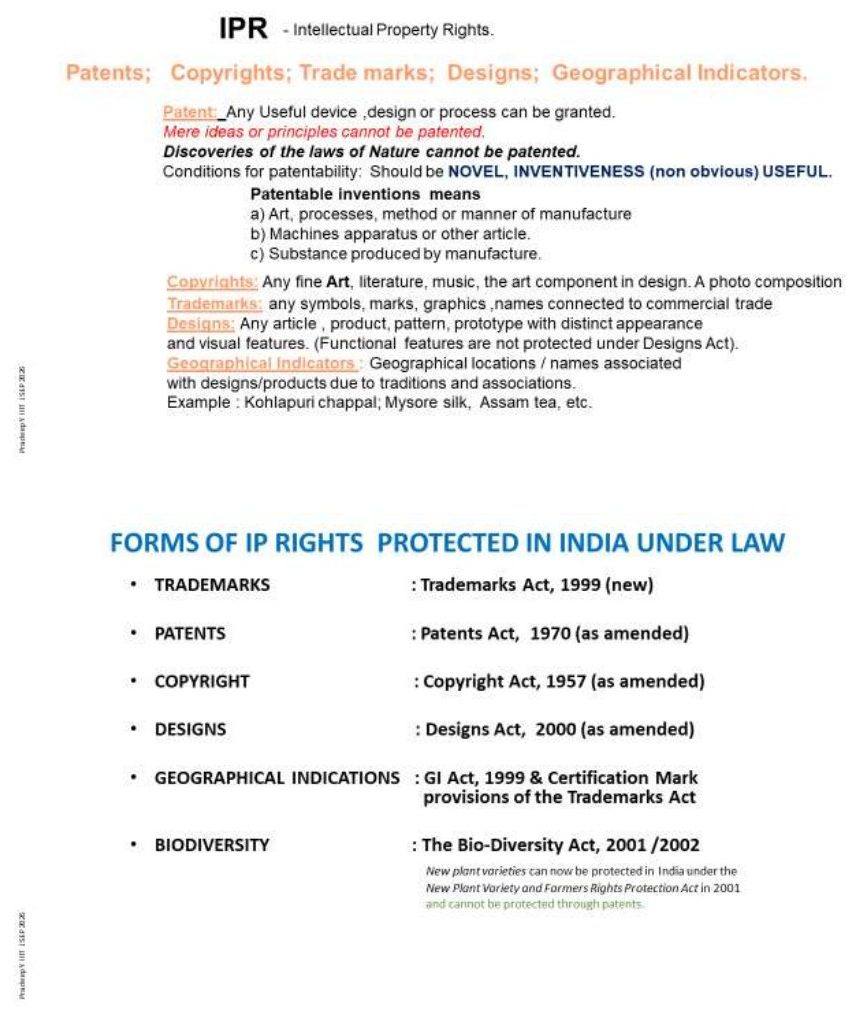 IPR - Intellectual Property Rights.
Patents; Copyrights; Trade marks; Designs; Geographical Indicators.
Patent: Any Useful device ,design or process can be granted.
Mere ideas or principles cannot be patented.
Discoveries of the laws of Nature cannot be patented.
Conditions for patentability: Should be NOVEL, INVENTIVENESS (non obvious) USEFUL.
Patentable inventions means
a) Art, processes, method or manner of manufacture
b) Machines apparatus or other article.
c) Substance produced by manufacture.
Copyrights: Any fine Art, literature, music, the art component in design. A photo composition
Trademarks: any symbols, marks, graphics ,names connected to commercial trade
Designs: Any article , product, pattern, prototype with distinct appearance
and visual features. (Functional features are not protected under Designs Act).
Geographical Indicators : Geographical locations / names associated
with designs/products due to traditions and associations.
Example : Kohlapuri chappal; Mysore silk, Assam tea, etc.
FORMS OF IP RIGHTS PROTECTED IN INDIA UNDER LAW
• TRADEMARKS : Trademarks Act, 1999 (new)
• PATENTS : Patents Act, 1970 (as amended)
• COPYRIGHT : Copyright Act, 1957 (as amended)
• DESIGNS : Designs Act, 2000 (as amended)
• GEOGRAPHICAL INDICATIONS : GI Act, 1999 & Certification Mark
provisions of the Trademarks Act
• BIODIVERSITY : The Bio-Diversity Act, 2001 /2002
New plant varieties can now be protected in India under the
New Plant Variety and Farmers Rights Protection Act in 2001
and cannot be protected through patents.